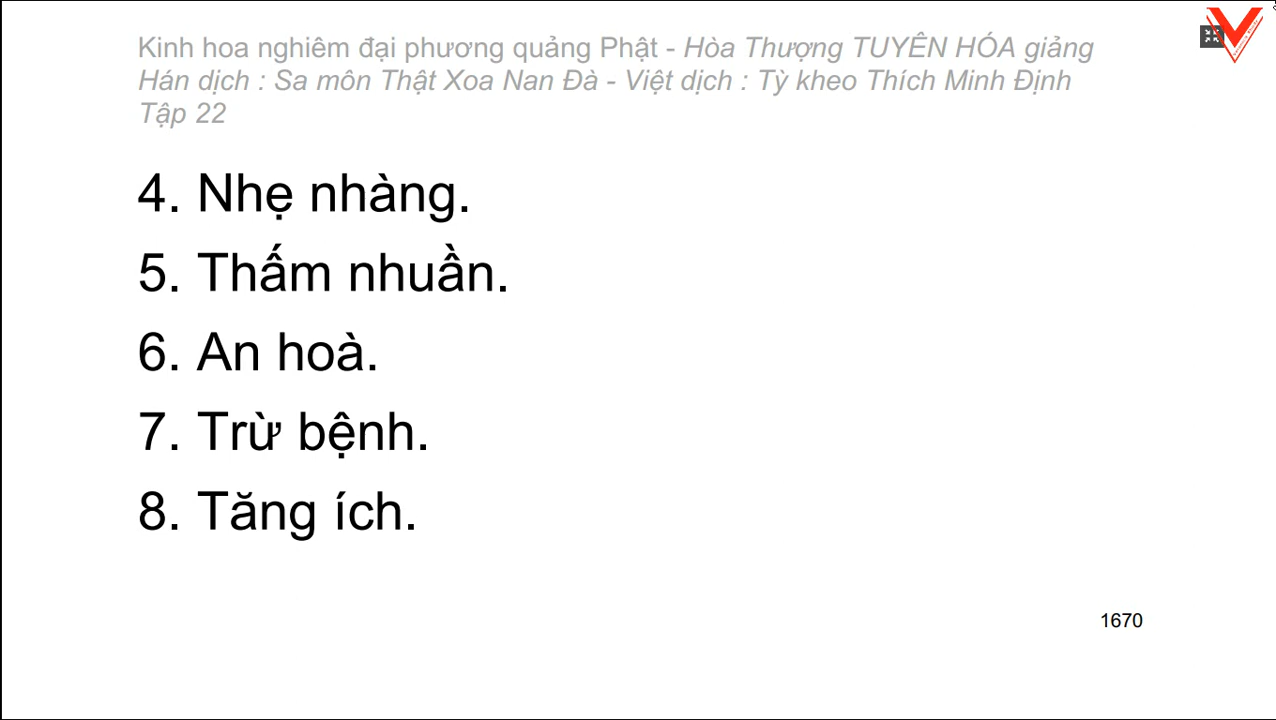 Kinh hoa nghiêm đại phương quảng Phật - Hòa Thượng TUYÊN HÓA giảng
Hán dịch : Sa môn Thật Xoa Nan Đà - Việt dịch : Tỳ kheo Thích Minh Định
Tập 22
4. Nhẹ nhàng.
5. Thấm nhuần.
6. An hoà.
7. Trừ bệnh.
8. Tăng ích.
1670